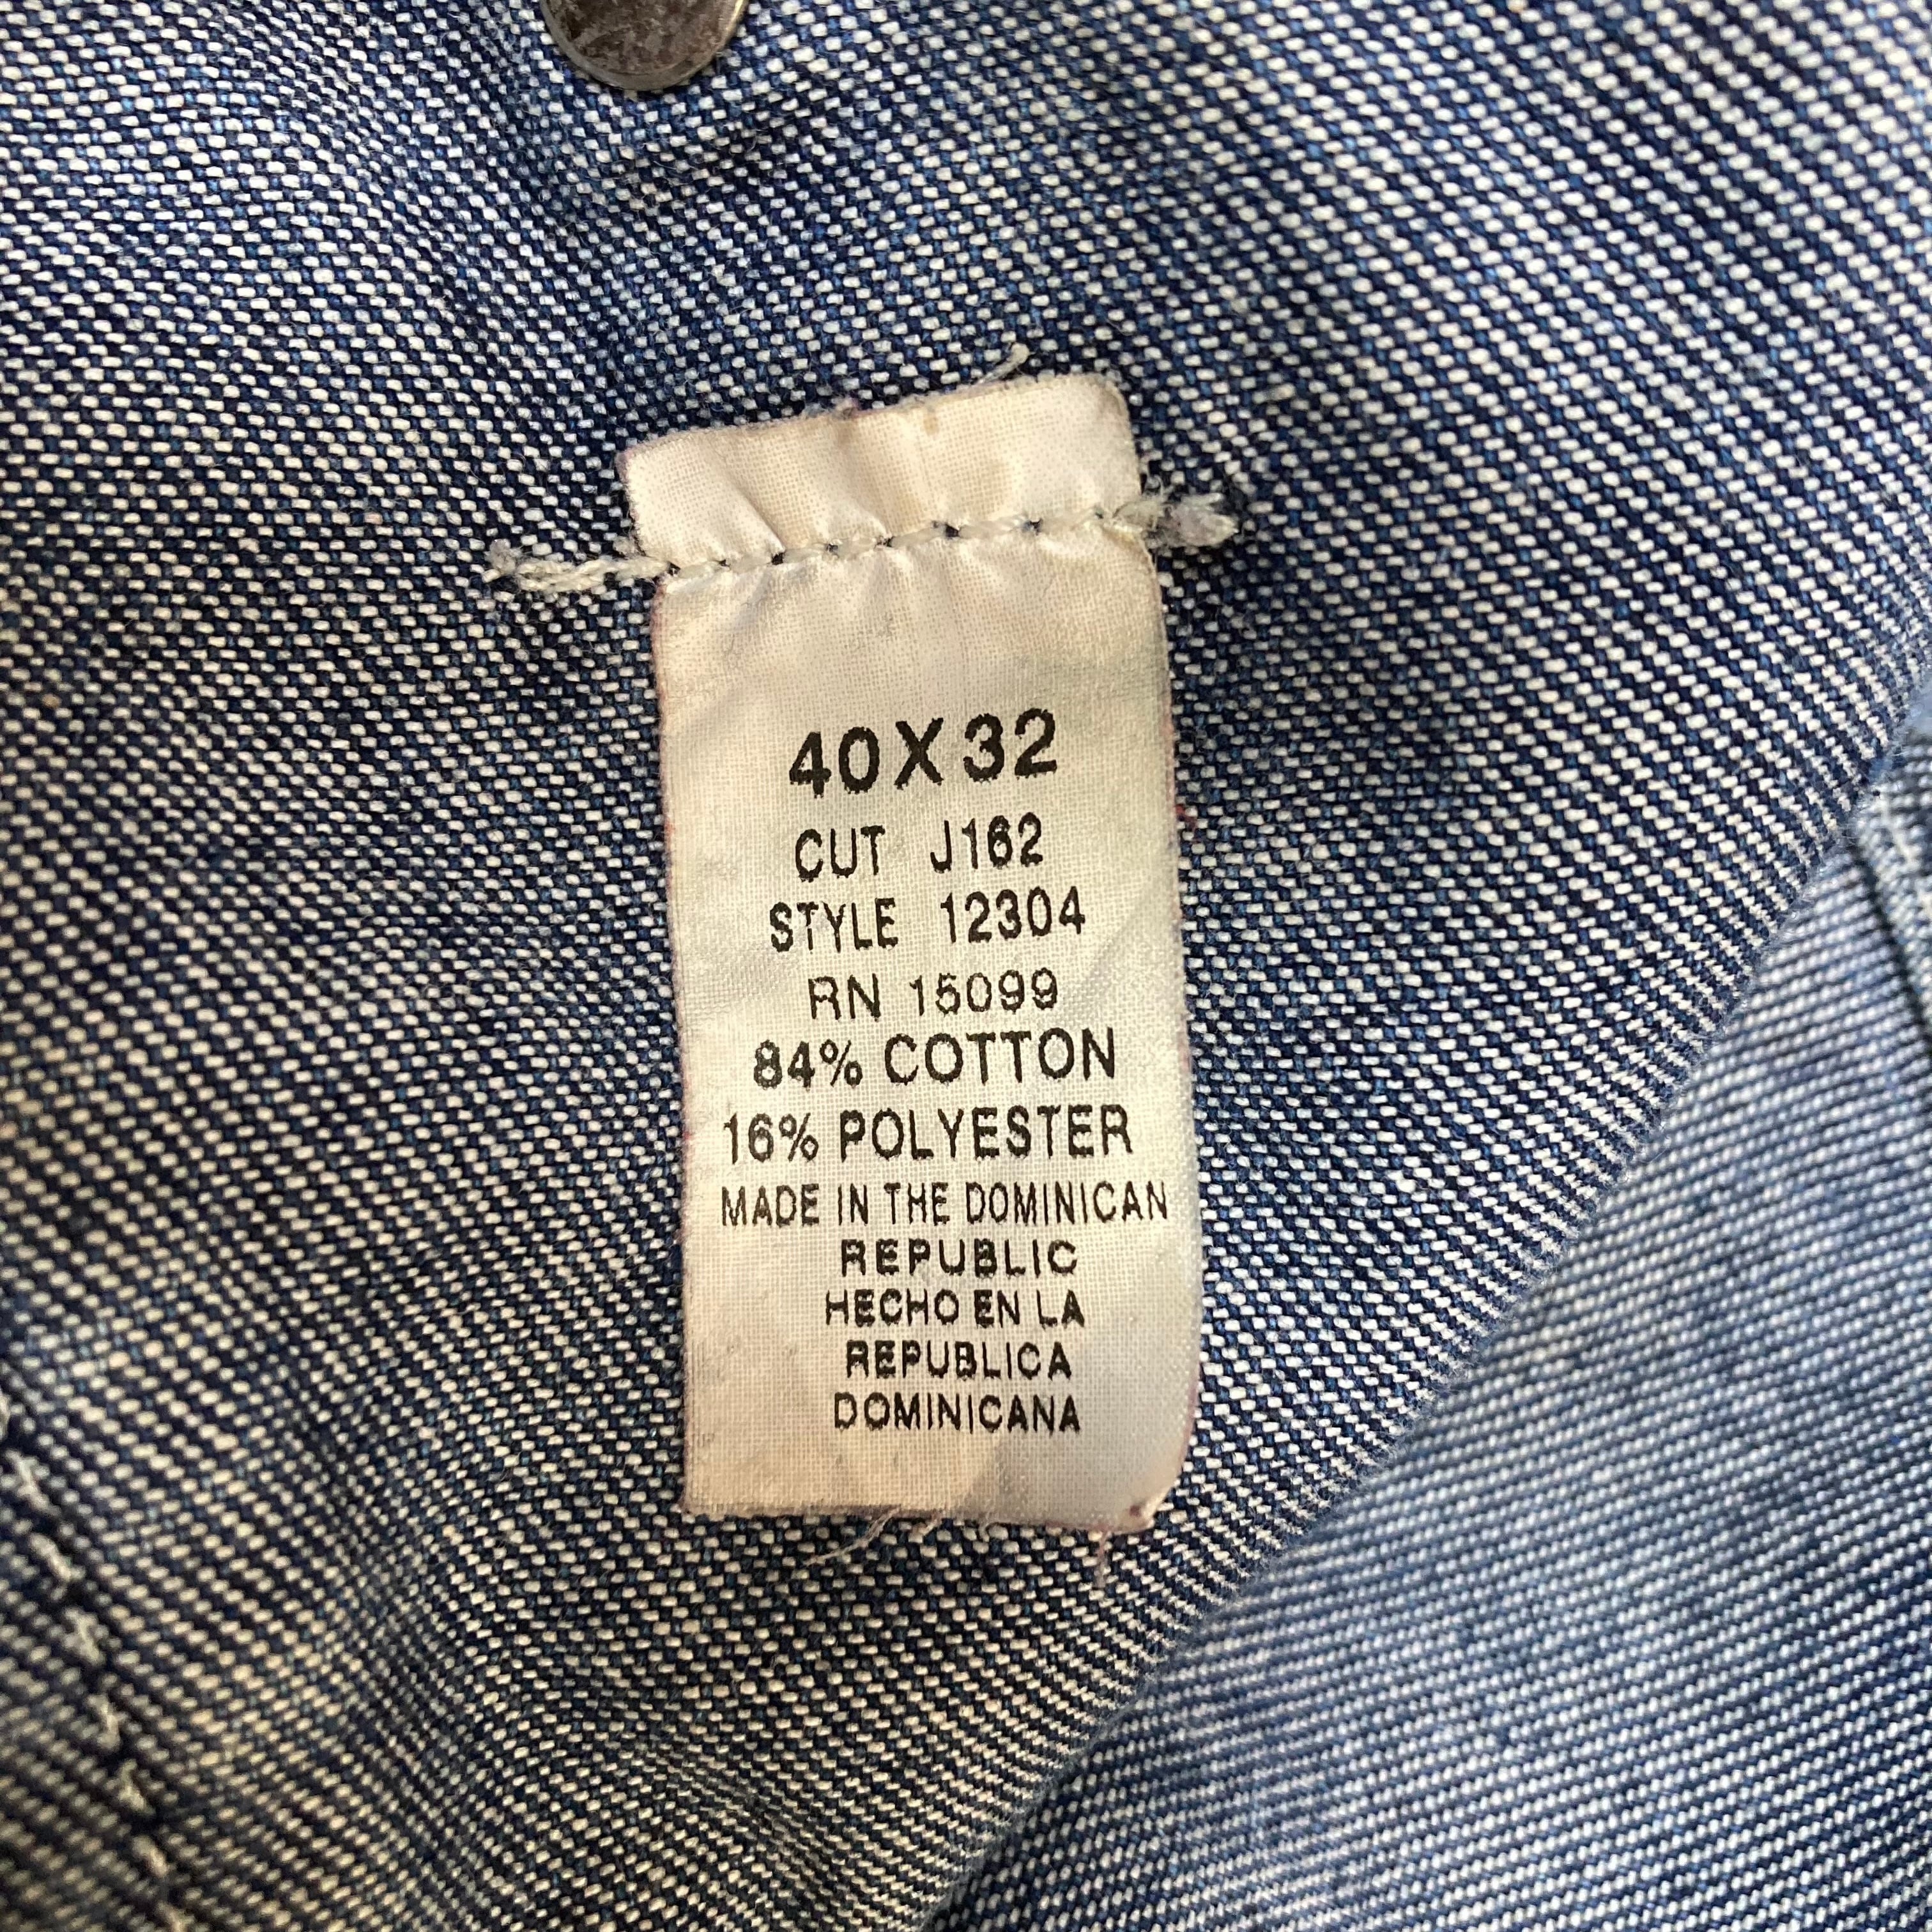 40X32
CUT J162
STYLE 12304
RN 15099
84% COTTON
16% POLYESTER
MADE IN THE DOMINICAN
REPUBLIC
HECHO EN LA
REPUBLICA
DOMINICANA